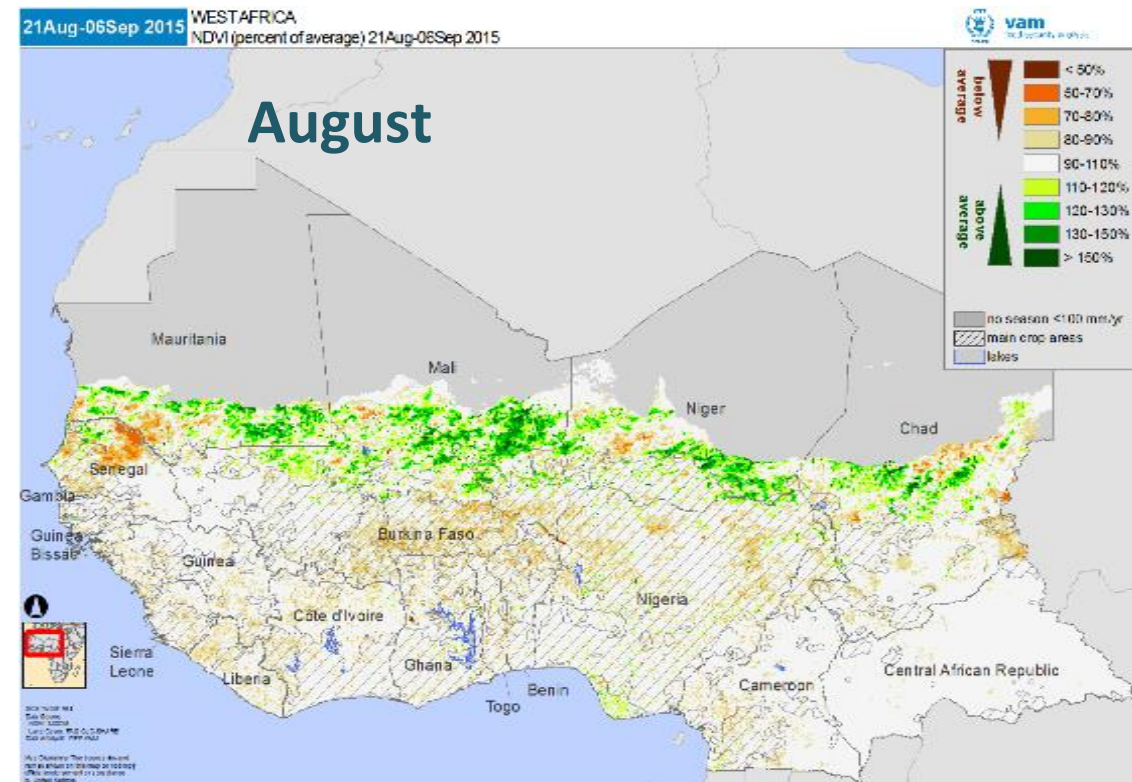 21Aug-06Sep 2015
WESTAFRICA
NDVI (percent of average) 21Aug-06Sep 2015
vam
August
below
average
above
average
< 50%
50-70%
70-80%
80-90%
90-110%
110-120%
120-130%
130-150%
> 150%
no season <100 mm/yr
main crop areas
lakes
Mauritania
Mali
Niger
Chad
Senegal
Gambia
Guinea
Bissau
Burkina Faso
Guinea
Nigeria
Côte d'Ivoire
Sierra
Leone
Ghana
Liberia
Benin
Togo
Cameroon
Central African Republic